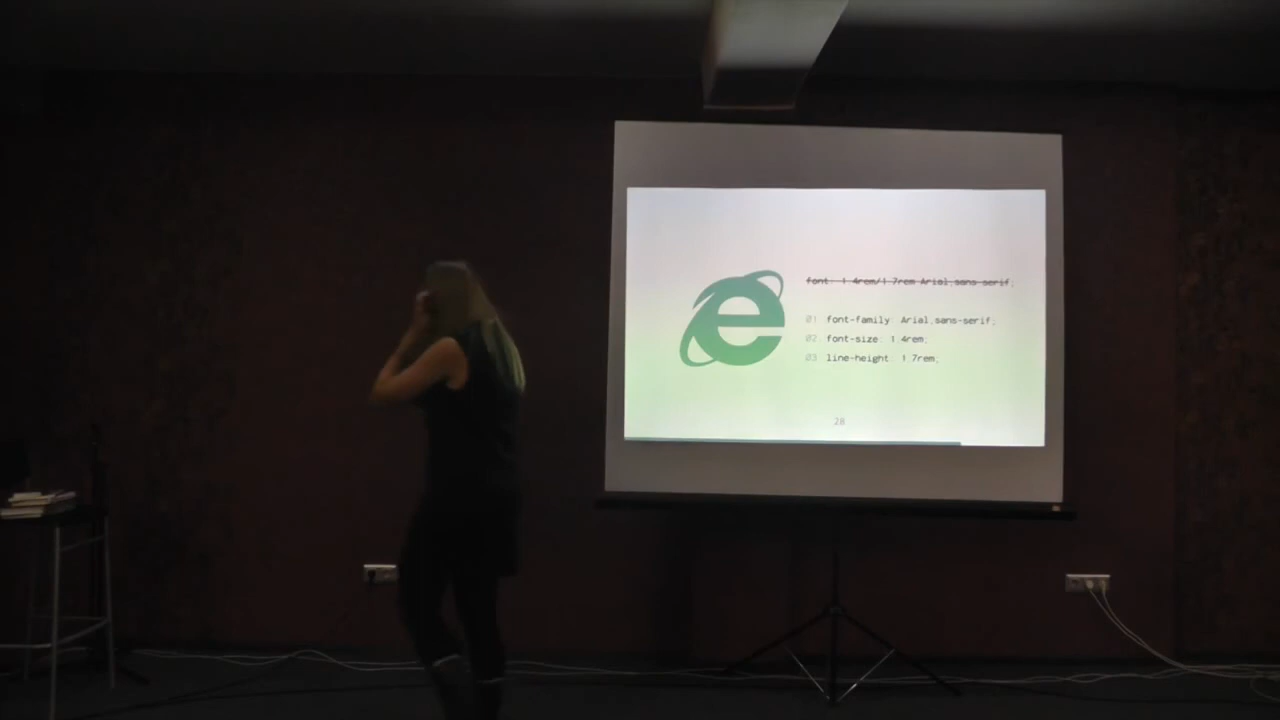 font: 1.4rem/1.7rem Arial,sans-serif;
01. font-family: Arial,sans-serif;
02. font-size: 1.4rem;
03. line-height: 1.7rem;
28